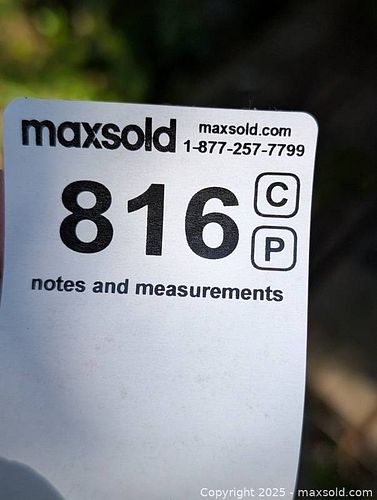 maxsold
maxsold.com
1-877-257-7799
816
C
P
notes and measurements
Copyright 2025 - maxsold.com